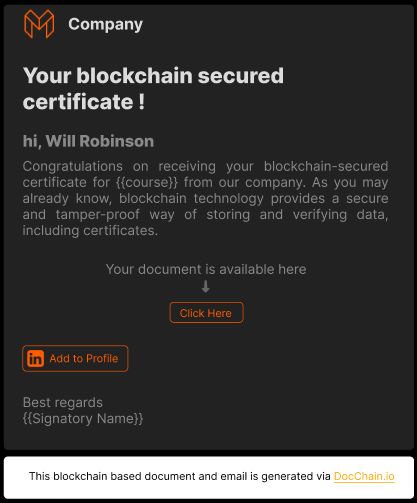 Company
Your blockchain secured
certificate !
hi, Will Robinson
Congratulations on receiving your blockchain-secured
certificate for {{course}} from our company. As you may
already know, blockchain technology provides a secure
and tamper-proof way of storing and verifying data,
including certificates.
Your document is available here
Click Here
in Add to Profile
Best regards
{{Signatory Name}}
This blockchain based document and email is generated via DocChain.io